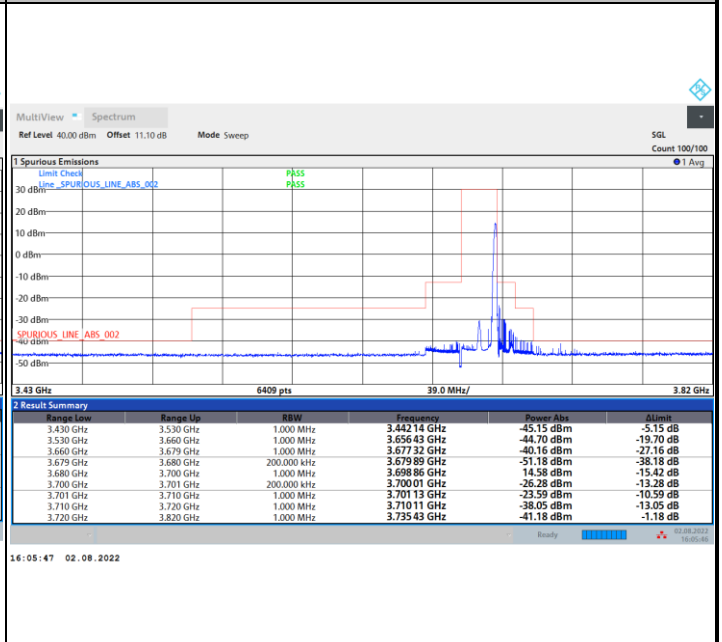 MultiView Spectrum
Ref Level 40.00 dBm Offset 11.10 dB Mode Sweep SGL
Count 100/100
1 Spurious Emissions 1 Avg
Limit Check PASS
Line _SPURIOUS_LINE_ABS_002 PASS
30 dBm
20 dBm
10 dBm
0 dBm
-10 dBm
-20 dBm
-30 dBm
SPURIOUS_LINE_ABS_002
-40 dBm
-50 dBm
3.43 GHz 6409 pts 39.0 MHz/ 3.82 GHz
2 Result Summary
Range Low Range Up RBW Frequency Power Abs ΔLimit
3.430 GHz 3.530 GHz 1.000 MHz 3.442 14 GHz -45.15 dBm -5.15 dB
3.530 GHz 3.660 GHz 1.000 MHz 3.656 43 GHz -44.70 dBm -19.70 dB
3.660 GHz 3.679 GHz 1.000 MHz 3.677 32 GHz -40.16 dBm -27.16 dB
3.679 GHz 3.680 GHz 200.000 kHz 3.679 89 GHz -51.18 dBm -38.18 dB
3.680 GHz 3.700 GHz 1.000 MHz 3.698 86 GHz 14.58 dBm -15.42 dB
3.700 GHz 3.701 GHz 200.000 kHz 3.700 01 GHz -26.28 dBm -13.28 dB
3.701 GHz 3.710 GHz 1.000 MHz 3.701 13 GHz -23.59 dBm -10.59 dB
3.710 GHz 3.720 GHz 1.000 MHz 3.710 11 GHz -38.05 dBm -13.05 dB
3.720 GHz 3.820 GHz 1.000 MHz 3.735 43 GHz -41.18 dBm -1.18 dB
Ready 02.08.2022
16:05:46
16:05:47 02.08.2022